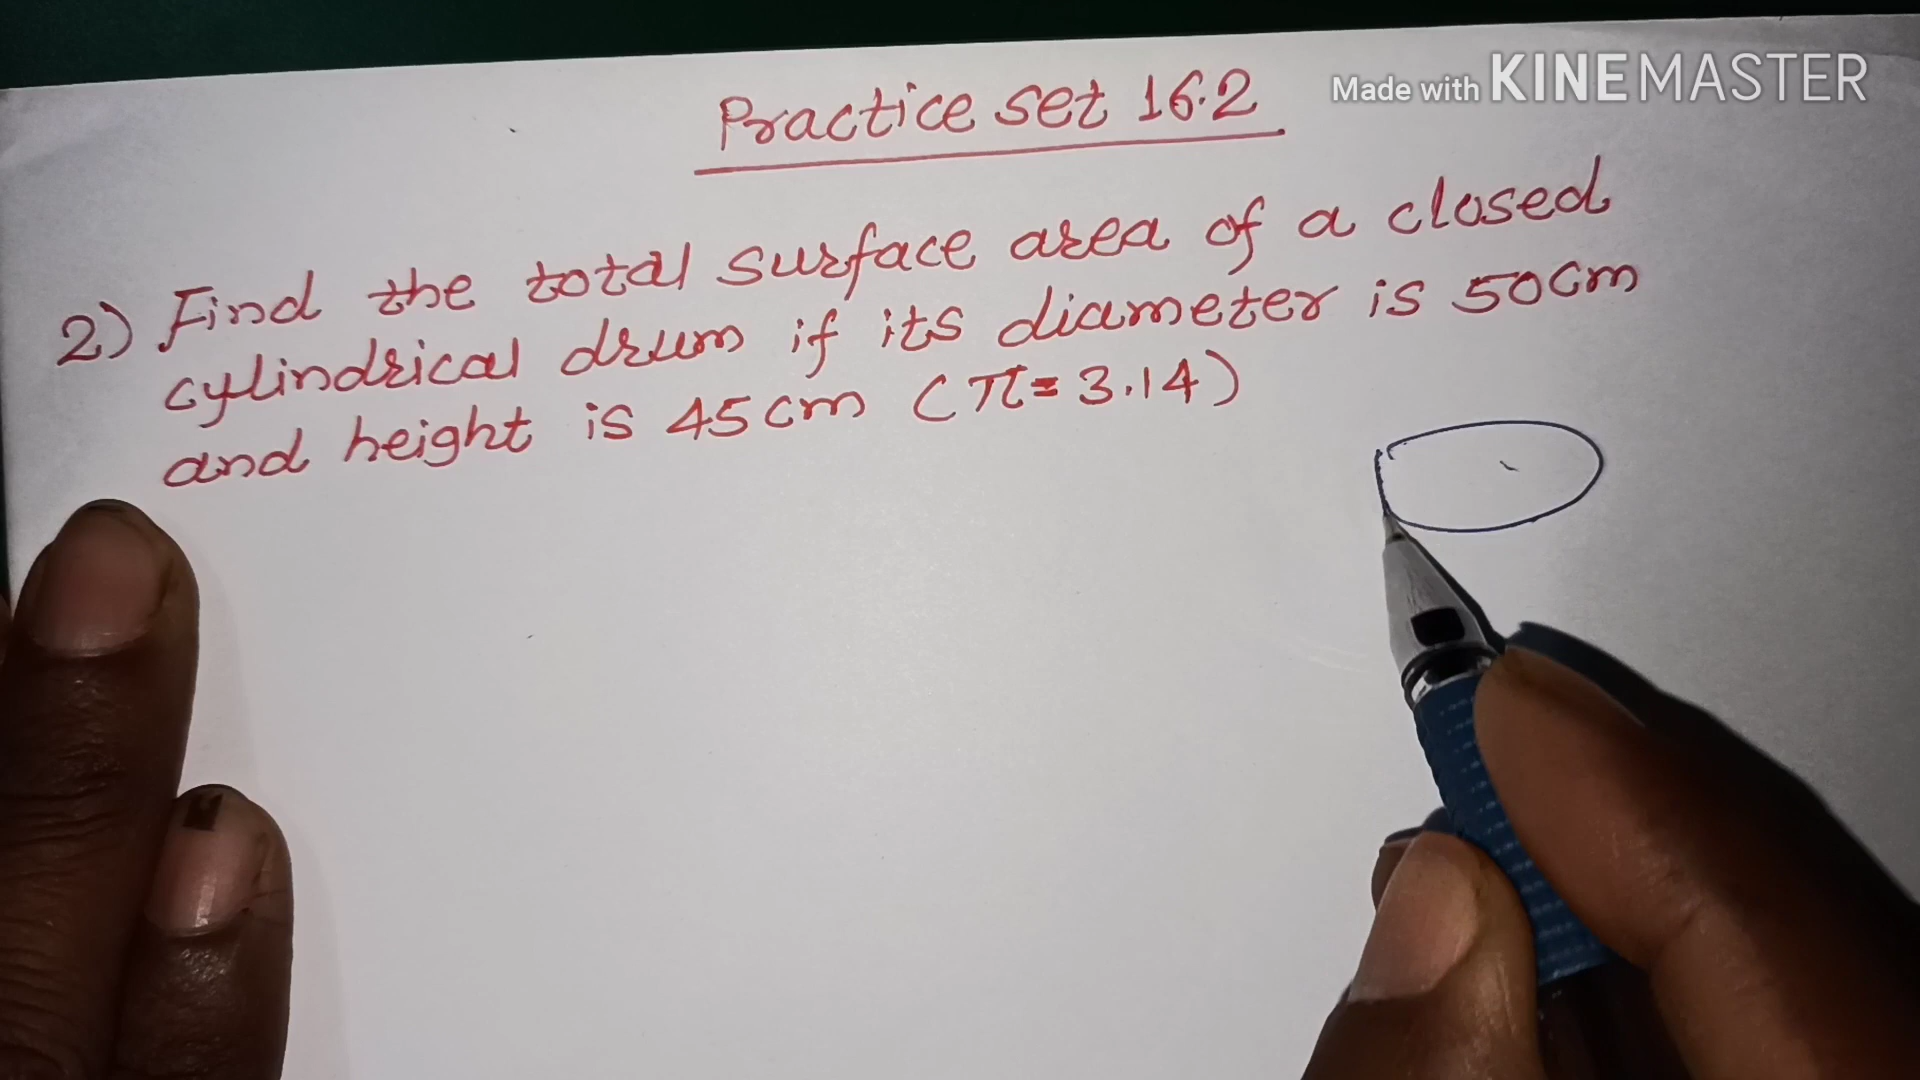 Made with KINEMASTER
Practice set 16.2
2) Find the total surface area of a closed
cylindrical drum if its diameter is 50cm
and height is 45cm (π=3.14)